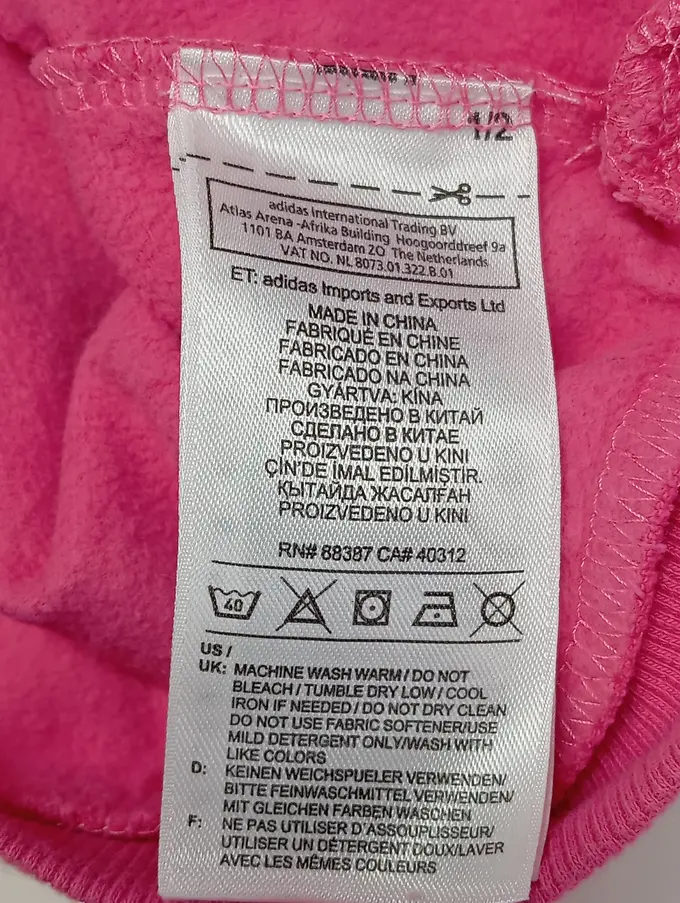 1/2
adidas International Trading BV
Atlas Arena -Afrika Building Hoogoorddreef 9a
1101 BA Amsterdam ZO The Netherlands
VAT NO. NL 8073.01.322.B.01
ET: adidas Imports and Exports Ltd
MADE IN CHINA
FABRIQUÉ EN CHINE
FABRICADO EN CHINA
FABRICADO NA CHINA
GYÁRTVA: KÍNA
ПРОИЗВЕДЕНО В КИТАЙ
СДЕЛАНО В КИТАЕ
PROIZVEDENO U KINI
ÇİN'DE İMAL EDİLMİŞTİR.
ҚЫТАЙДА ЖАСАЛҒАН
PROIZVEDENO U KINI
RN# 88387 CA# 40312
40
US /
UK: MACHINE WASH WARM / DO NOT
BLEACH / TUMBLE DRY LOW / COOL
IRON IF NEEDED / DO NOT DRY CLEAN
DO NOT USE FABRIC SOFTENER/USE
MILD DETERGENT ONLY/WASH WITH
LIKE COLORS
D: KEINEN WEICHSPUELER VERWENDEN/
BITTE FEINWASCHMITTEL VERWENDEN/
MIT GLEICHEN FARBEN WASCHEN
F: NE PAS UTILISER D'ASSOUPLISSEUR/
UTILISER UN DÉTERGENT DOUX/LAVER
AVEC LES MÊMES COULEURS